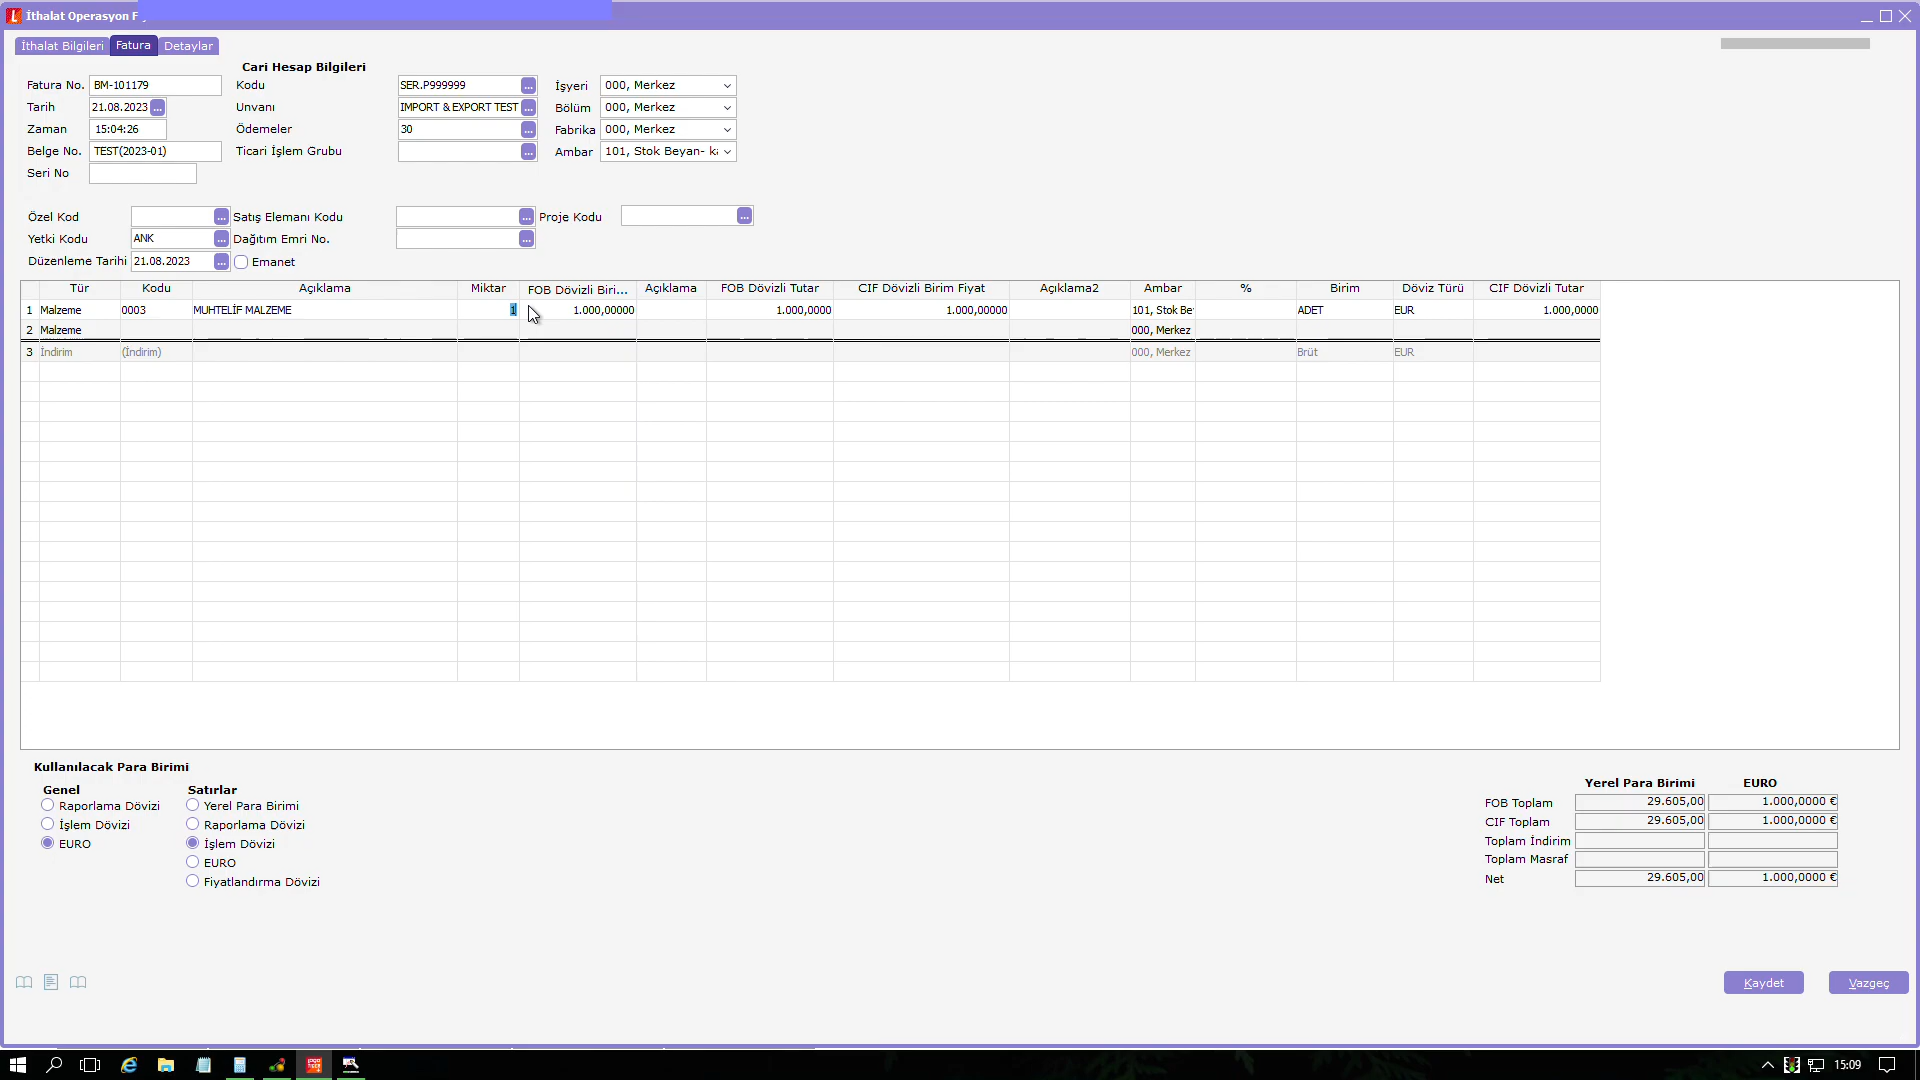 İthalat Operasyon F
İthalat Bilgileri Fatura Detaylar
Cari Hesap Bilgileri
Fatura No. BM-101179 Kodu SER.P999999 ... İşyeri 000, Merkez
Tarih 21.08.2023 ... Unvanı IMPORT & EXPORT TEST ... Bölüm 000, Merkez
Zaman 15:04:26 Ödemeler 30 ... Fabrika 000, Merkez
Belge No. TEST(2023-01) Ticari İşlem Grubu ... Ambar 101, Stok Beyan- k
Seri No
Özel Kod ... Satış Elemanı Kodu ... Proje Kodu ...
Yetki Kodu ANK ... Dağıtım Emri No. ...
Düzenleme Tarihi 21.08.2023 ... Emanet
Tür Kodu Açıklama Miktar FOB Dövizli Biri... Açıklama FOB Dövizli Tutar CIF Dövizli Birim Fiyat Açıklama2 Ambar % Birim Döviz Türü CIF Dövizli Tutar
1 Malzeme 0003 MUHTELİF MALZEME 1 1.000,00000 1.000,0000 1.000,00000 101, Stok Be ADET EUR 1.000,0000
2 Malzeme 000, Merkez
3 İndirim (İndirim) 000, Merkez Brüt EUR
Kullanılacak Para Birimi
Genel Satırlar Yerel Para Birimi EURO
Raporlama Dövizi Yerel Para Birimi FOB Toplam 29.605,00 1.000,0000 €
İşlem Dövizi Raporlama Dövizi CIF Toplam 29.605,00 1.000,0000 €
EURO İşlem Dövizi Toplam İndirim
EURO Toplam Masraf
Fiyatlandırma Dövizi Net 29.605,00 1.000,0000 €
Kaydet Vazgeç
15:09